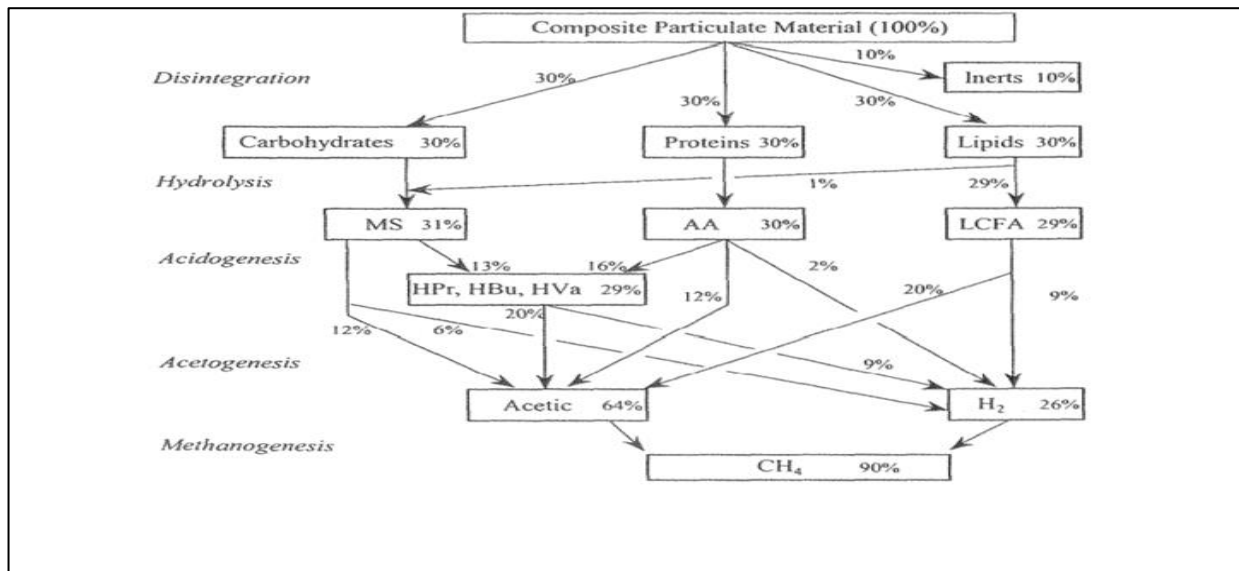 Composite Particulate Material (100%)
10%
Disintegration
30%
Inerts 10%
30%
30%
Carbohydrates 30%
Proteins 30%
Lipids 30%
Hydrolysis
1%
29%
MS 31%
AA 30%
LCFA 29%
Acidogenesis
13%
16%
2%
HPr, HBu, HVa 29%
12%
20%
9%
20%
12%
6%
Acetogenesis
9%
Acetic 64%
H₂ 26%
Methanogenesis
CH₄ 90%